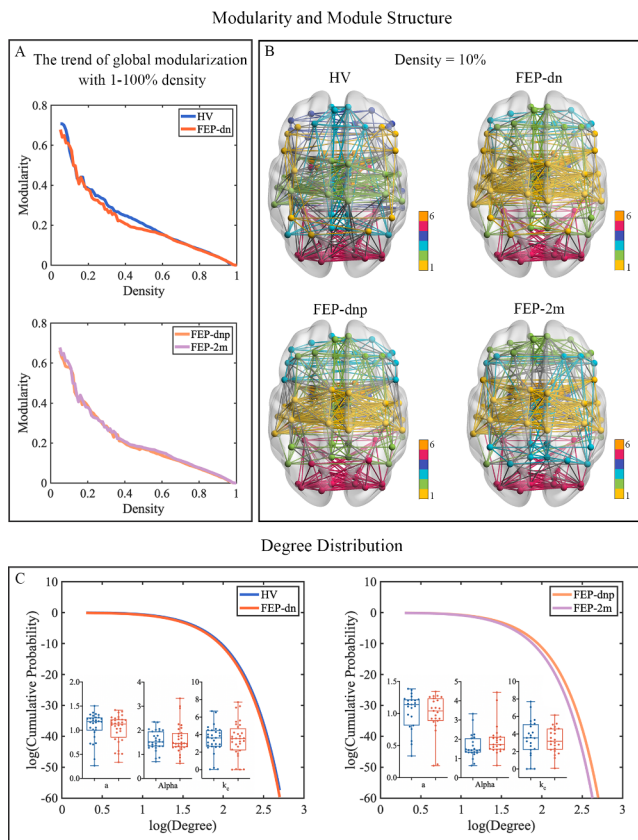 Modularity and Module Structure
A
The trend of global modularization
with 1-100% density
0.8
0.6
0.4
0.2
0
Modularity
HV
FEP-dn
0 0.2 0.4 0.6 0.8 1
Density
0.8
0.6
0.4
0.2
0
Modularity
FEP-dnp
FEP-2m
0 0.2 0.4 0.6 0.8 1
Density
B
Density = 10%
HV
6
1
FEP-dn
6
1
FEP-dnp
6
1
FEP-2m
6
1
Degree Distribution
C
10
0
-10
-20
-30
-40
-50
-60
log(Cumulative Probability)
HV
FEP-dn
2.0
1.5
1.0
0.5
0.0
a
4
3
2
1
0
Alpha
10
8
6
4
2
0
kc
0 0.5 1 1.5 2 2.5 3
log(Degree)
10
0
-10
-20
-30
-40
-50
-60
log(Cumulative Probability)
FEP-dnp
FEP-2m
1.5
1.0
0.5
0.0
a
5
4
3
2
1
0
Alpha
10
8
6
4
2
0
kc
0 0.5 1 1.5 2 2.5 3
log(Degree)